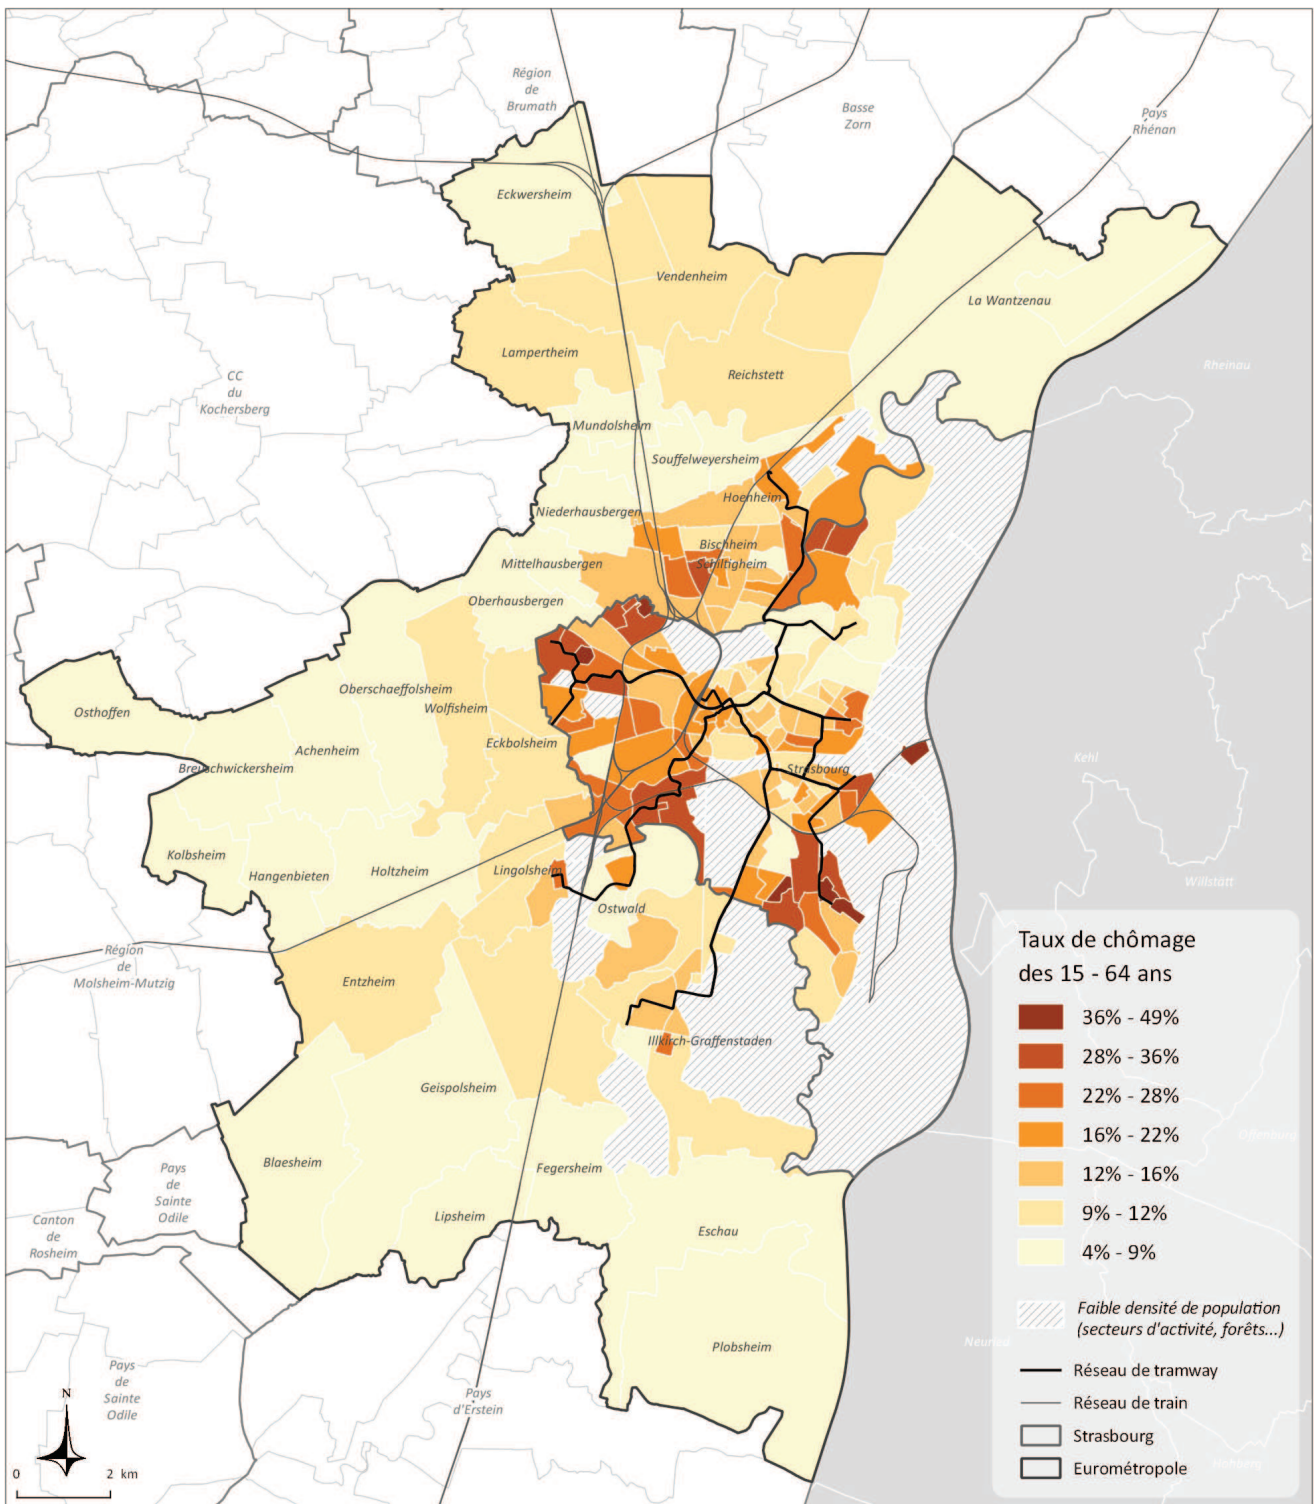 Région
de
Brumath
Basse
Zorn
Pays
Rhénan
Eckwersheim
Vendenheim
La Wantzenau
Lampertheim
Reichstett
Rheinau
CC
du
Kochersberg
Mundolsheim
Souffelweyersheim
Hoenheim
Niederhausbergen
Bischheim
Mittelhausbergen
Schiltigheim
Oberhausbergen
Oberschaeffolsheim
Wolfisheim
Osthoffen
Eckbolsheim
Achenheim
Breuschwickersheim
Strasbourg
Kehl
Kolbsheim
Hangenbieten
Holtzheim
Lingolsheim
Willstätt
Ostwald
Région
de
Molsheim-Mutzig
Entzheim
Illkirch-Graffenstaden
Geispolsheim
Blaesheim
Fegersheim
Pays
de
Sainte
Odile
Lipsheim
Eschau
Canton
de
Rosheim
Plobsheim
Pays
de
Sainte
Odile
Pays
d'Erstein
Taux de chômage
des 15 - 64 ans
36% - 49%
28% - 36%
22% - 28%
16% - 22%
12% - 16%
9% - 12%
4% - 9%
Offenburg
Faible densité de population
(secteurs d'activité, forêts...)
Réseau de tramway
Réseau de train
Strasbourg
Eurométropole
N
0 2 km